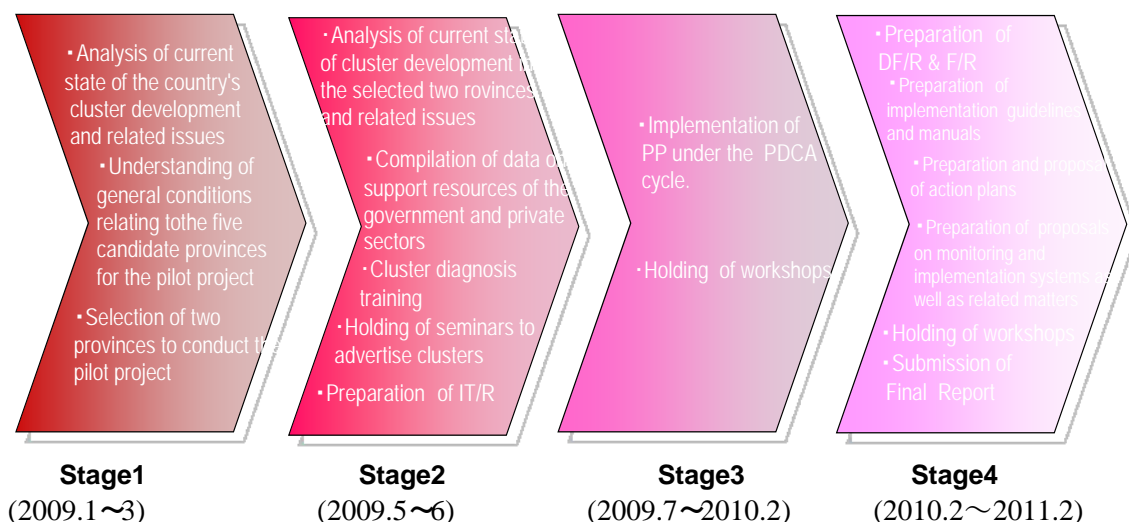 ・Analysis of current
state of the country's
cluster development
and related issues
・Understanding of
general conditions
relating tothe five
candidate provinces
for the pilot project
・Selection of two
provinces to conduct the
pilot project
Stage1
(2009.1～3)
・Analysis of current state
of cluster development in
the selected two rovinces
and related issues
・Compilation of data on
support resources of the
government and private
sectors
・Cluster diagnosis
training
・Holding of seminars to
advertise clusters
・Preparation of IT/R
Stage2
(2009.5～6)
・Implementation of
PP under the PDCA
cycle.
・Holding of workshops
Stage3
(2009.7～2010.2)
・Preparation of
DF/R & F/R
・Preparation of
implementation guidelines
and manuals
・Preparation and proposal
of action plans
・Preparation of proposals
on monitoring and
implementation systems as
well as related matters
・Holding of workshops
・Submission of
Final Report
Stage4
(2010.2～2011.2)